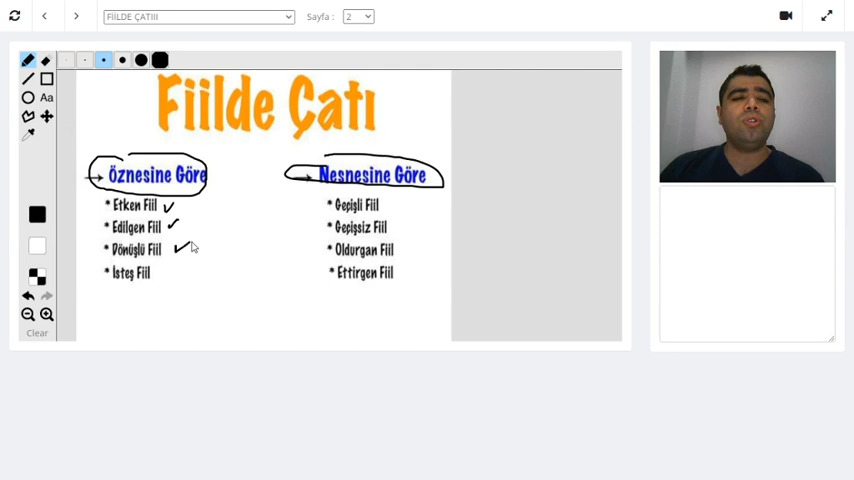 FİİLDE ÇATIII
Sayfa :
2
Aa
Clear
Fiilde Çatı
Öznesine Göre
* Etken Fiil
* Edilgen Fiil
* Dönüşlü Fiil
* İsteş Fiil
Nesnesine Göre
* Geçişli Fiil
* Geçişsiz Fiil
* Oldurgan Fiil
* Ettirgen Fiil